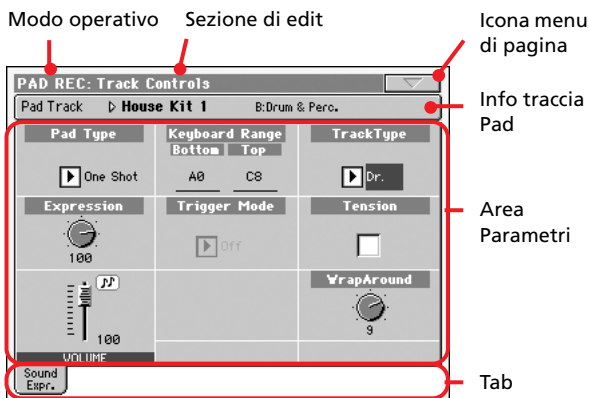 Modo operativo Sezione di edit Icona menu
di pagina
PAD REC: Track Controls
Pad Track House Kit 1 B:Drum & Perc.
Info traccia
Pad
Pad Type Keyboard Range TrackType
Bottom Top
One Shot A0 C8 Dr.
Expression Trigger Mode Tension
Area
Parametri
100 Off
WrapAround
100 9
VOLUME
Sound
Expr.
Tab